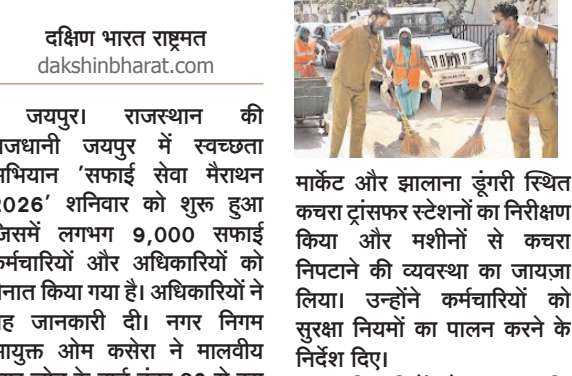 दक्षिण भारत राष्ट्रमत
dakshinbharat.com
जयपुर। राजस्थान की
राजधानी जयपुर में स्वच्छता
अभियान 'सफाई सेवा मैराथन
2026' शनिवार को शुरू हुआ
जिसमें लगभग 9,000 सफाई
कर्मचारियों और अधिकारियों को
तैनात किया गया है। अधिकारियों ने
यह जानकारी दी। नगर निगम
आयुक्त ओम कसेरा ने मालवीय
मार्केट और झालाना डूंगरी स्थित
कचरा ट्रांसफर स्टेशनों का निरीक्षण
किया और मशीनों से कचरा
निपटाने की व्यवस्था का जायज़ा
लिया। उन्होंने कर्मचारियों को
सुरक्षा नियमों का पालन करने के
निर्देश दिए।